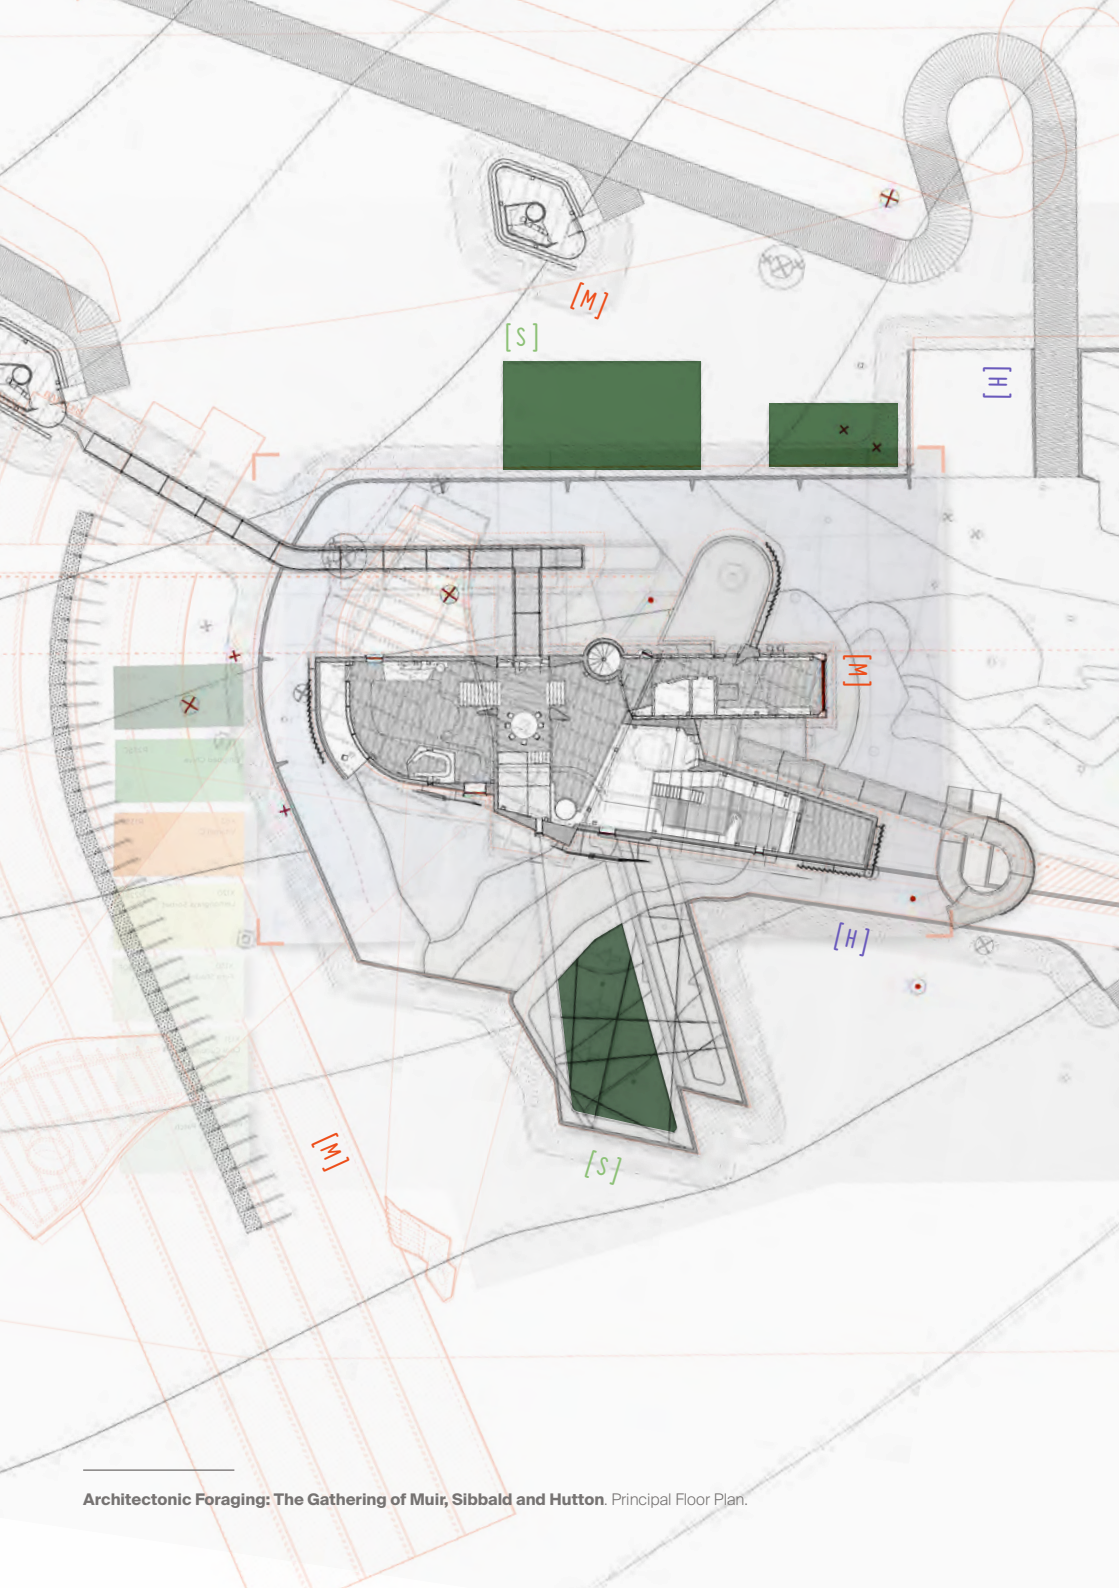 [M]
[S]
[H]
[M]
[H]
[M]
[S]
Architectonic Foraging: The Gathering of Muir, Sibbald and Hutton. Principal Floor Plan.